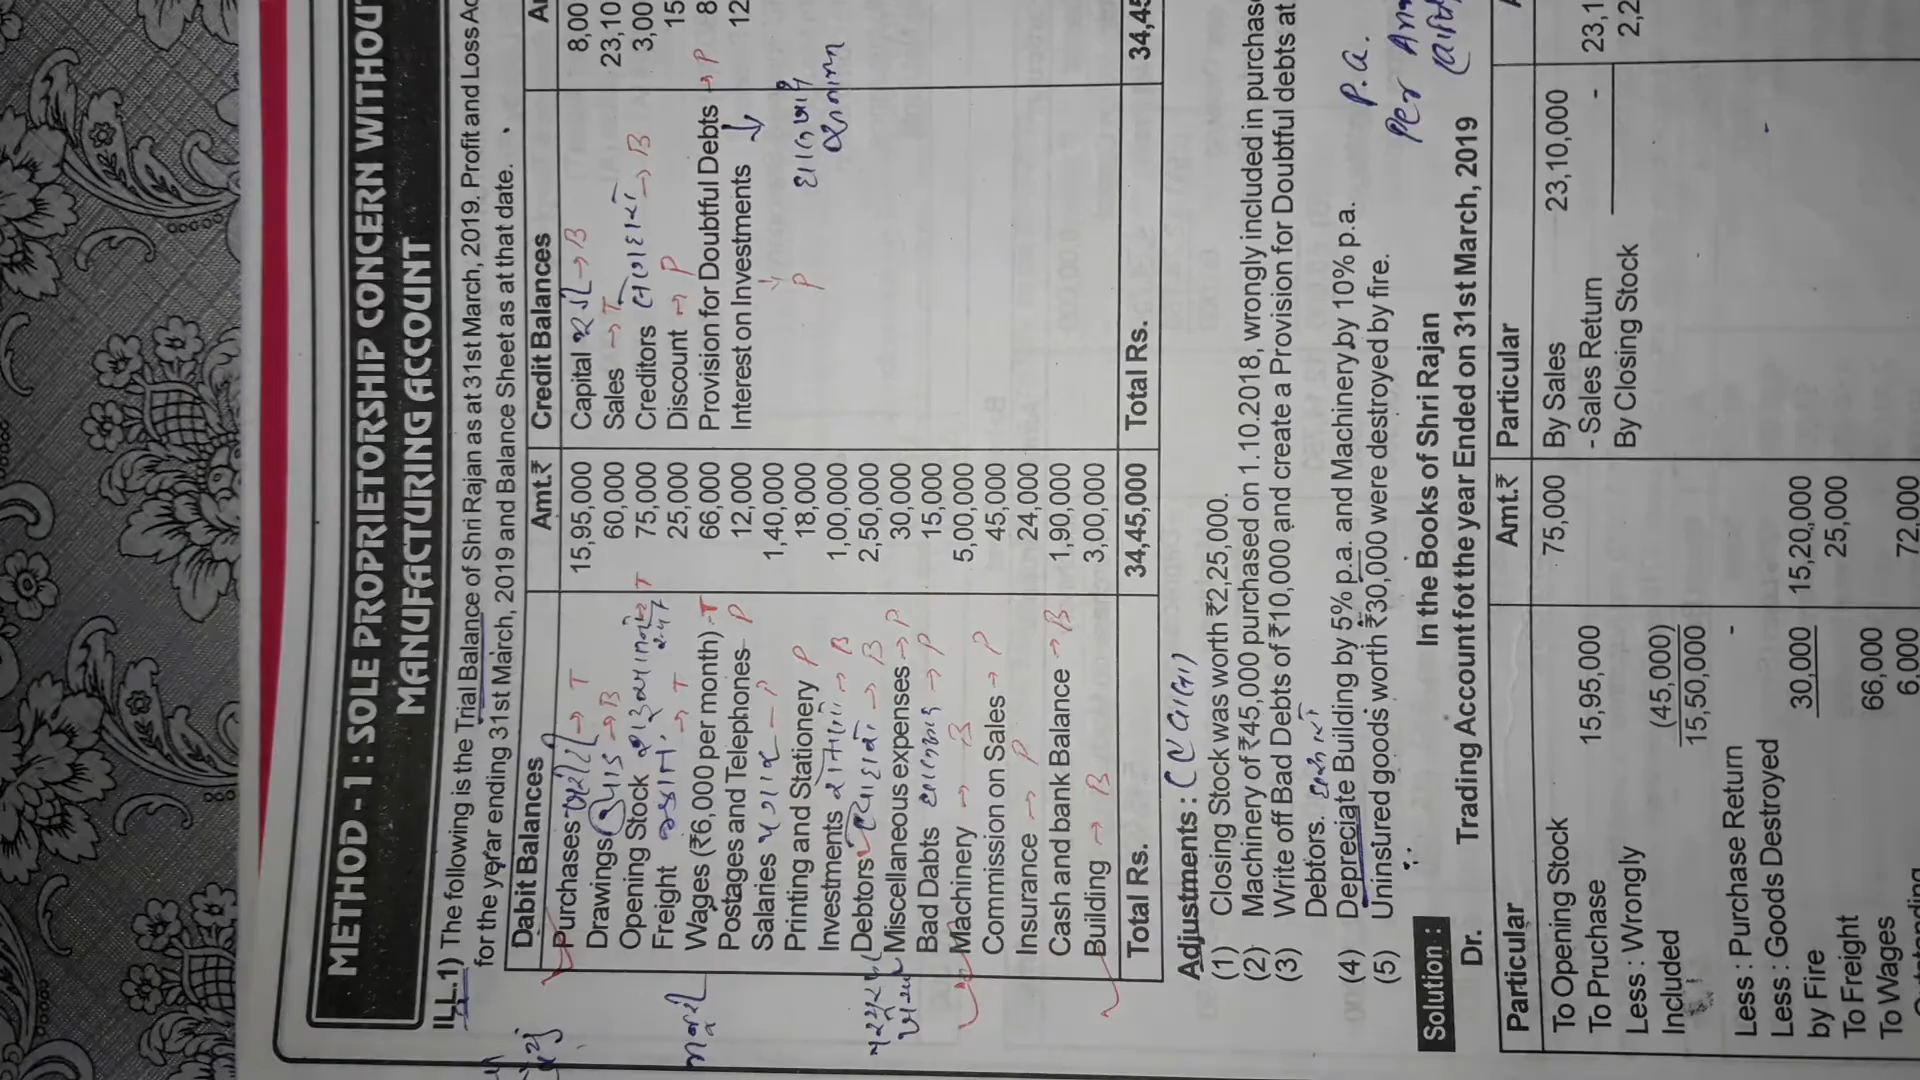 METHOD - 1 : SOLE PROPRIETORSHIP CONCERN WITHOU
MANUFACTURING ACCOUNT
ILL.1) The following is the Trial Balance of Shri Rajan as at 31st March, 2019. Profit and Loss Ac
for the year ending 31st March, 2019 and Balance Sheet as at that date.
Dabit Balances Amt.₹ Credit Balances A
Purchases → T 15,95,000 Capital → B 8,00
Drawings → B 60,000 Sales → T 23,10
Opening Stock T 75,000 Creditors → B 3,00
Freight → T 25,000 Discount → P 15
Wages (₹6,000 per month) - T 66,000 Provision for Doubtful Debts → P 8
Postages and Telephones - P 12,000 Interest on Investments 12
Salaries - P 1,40,000 P
Printing and Stationery P 18,000
Investments → B 1,00,000
Debtors → B 2,50,000
Miscellaneous expenses → P 30,000
Bad Dabts → P 15,000
Machinery → B 5,00,000
Commission on Sales → P 45,000
Insurance → P 24,000
Cash and bank Balance → B 1,90,000
Building → B 3,00,000
Total Rs. 34,45,000 Total Rs. 34,45
Adjustments :
(1) Closing Stock was worth ₹2,25,000.
(2) Machinery of ₹45,000 purchased on 1.10.2018, wrongly included in purchase
(3) Write off Bad Debts of ₹10,000 and create a Provision for Doubtful debts at
Debtors.
(4) Depreciate Building by 5% p.a. and Machinery by 10% p.a. P.a.
(5) Uninsured goods worth ₹30,000 were destroyed by fire. Per
Solution : In the Books of Shri Rajan
Dr. Trading Account fot the year Ended on 31st March, 2019
Particular Amt.₹ Particular
To Opening Stock 75,000 By Sales 23,10,000
To Pruchase 15,95,000 - Sales Return - 23,1
Less : Wrongly By Closing Stock 2,2
Included (45,000)
15,50,000
Less : Purchase Return -
Less : Goods Destroyed
by Fire 30,000 15,20,000
To Freight 25,000
To Wages 66,000
6,000 72,000